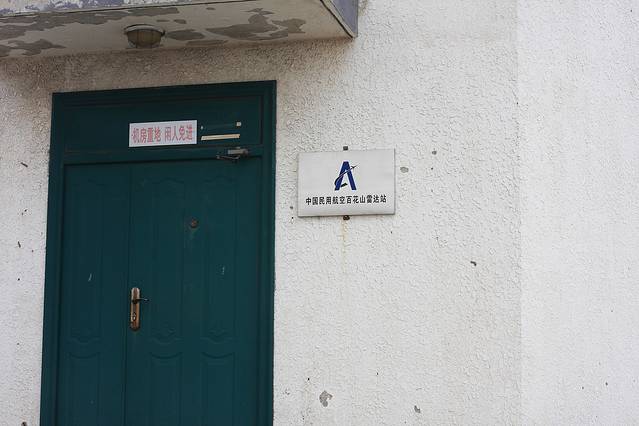 机房重地 闲人免进
中国民用航空百花山雷达站